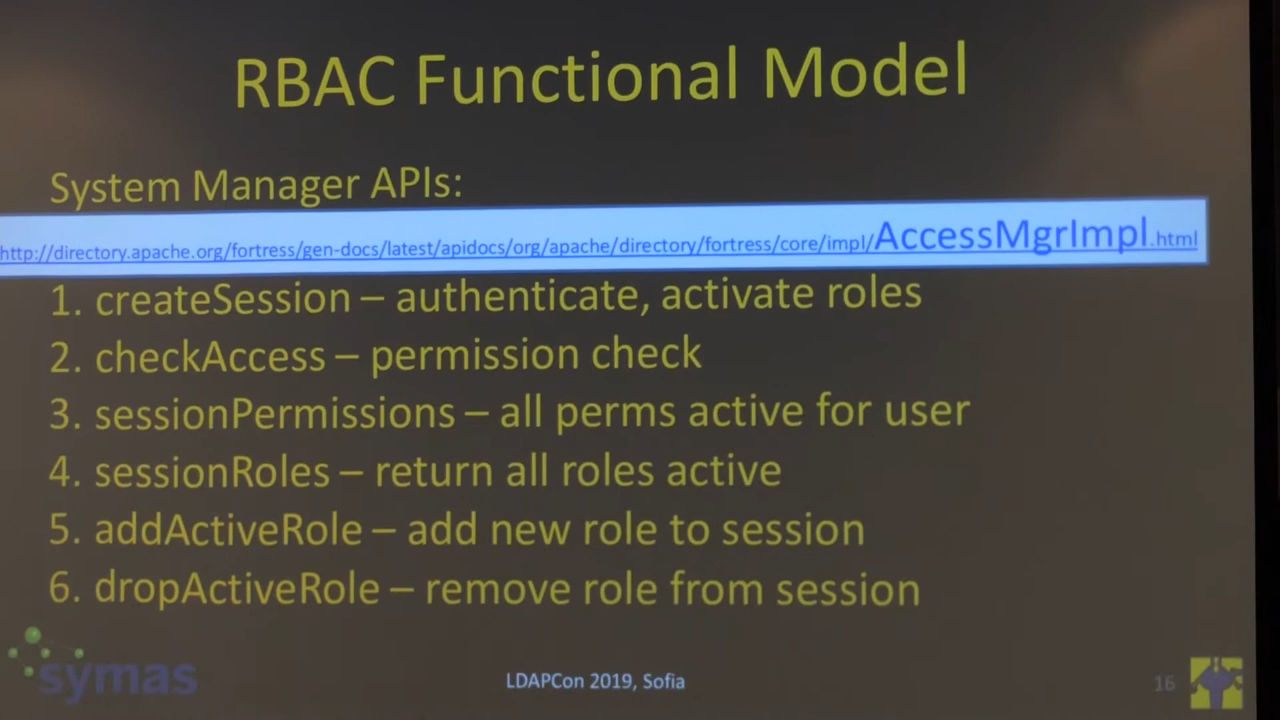 RBAC Functional Model
System Manager APIs:
http://directory.apache.org/fortress/gen-docs/latest/apidocs/org/apache/directory/fortress/core/impl/AccessMgrImpl.html
1. createSession – authenticate, activate roles
2. checkAccess – permission check
3. sessionPermissions – all perms active for user
4. sessionRoles – return all roles active
5. addActiveRole – add new role to session
6. dropActiveRole – remove role from session
symas
LDAPCon 2019, Sofia
16